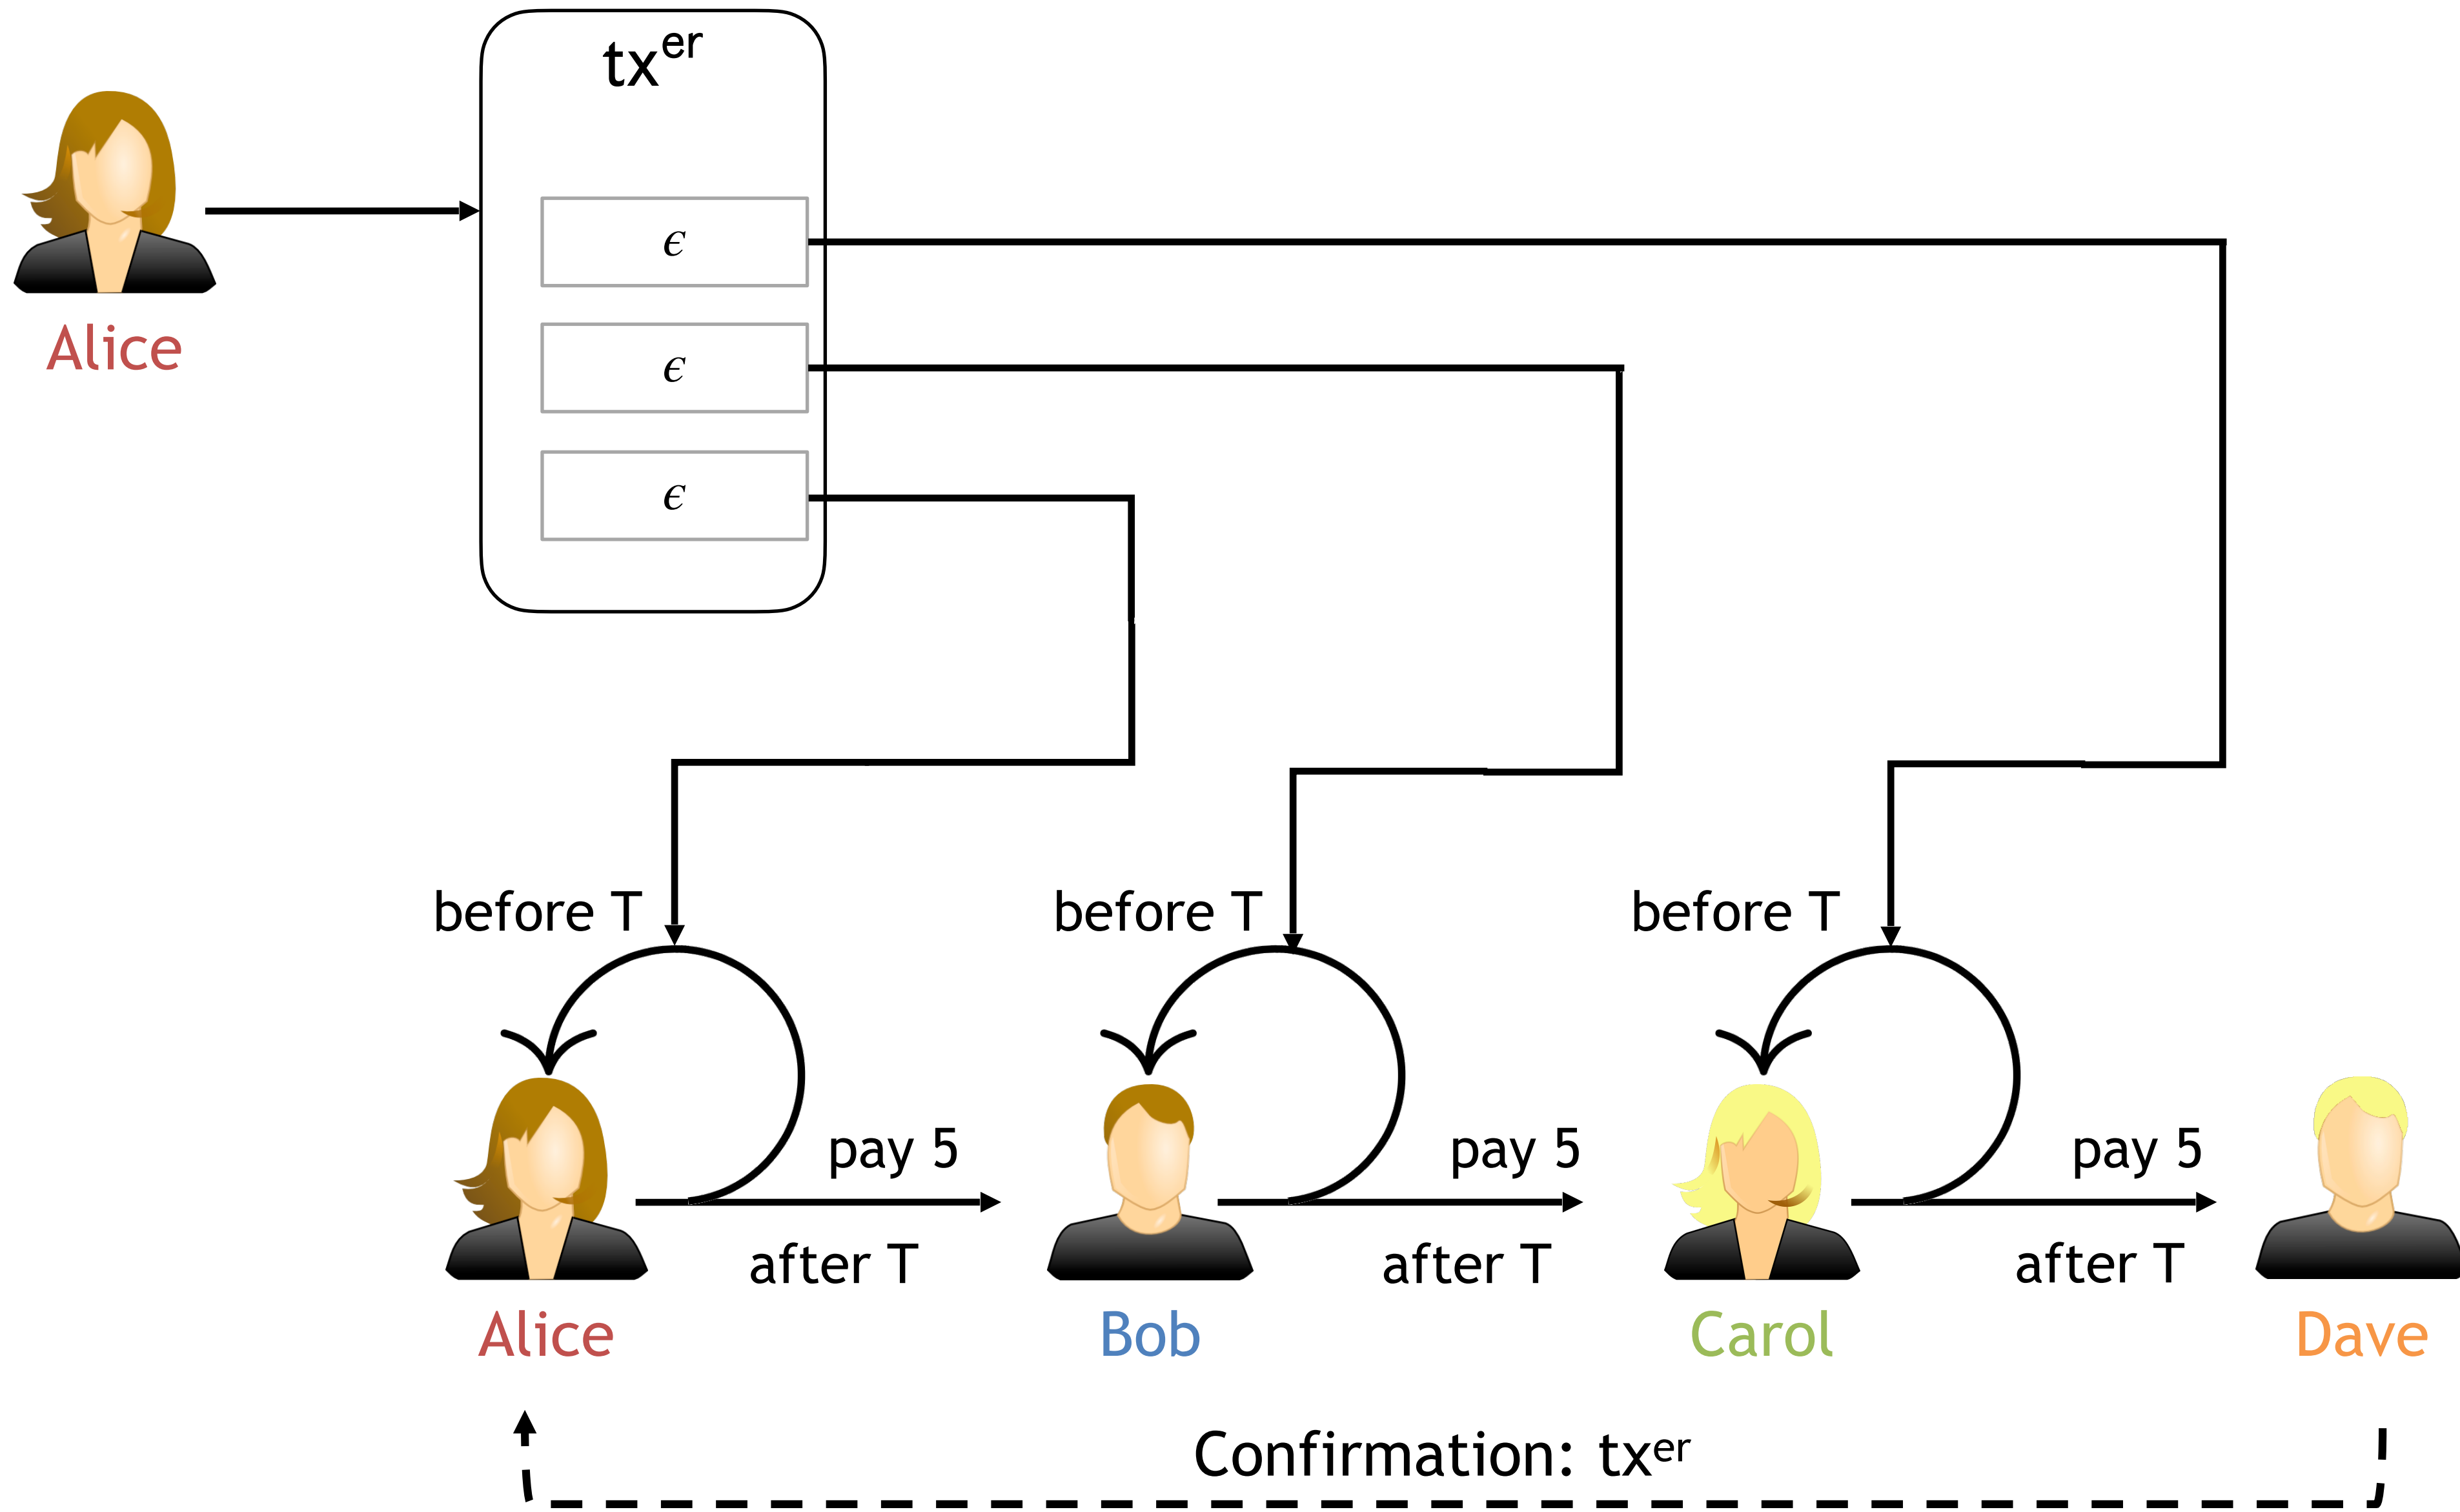 tx^er
ϵ
Alice
ϵ
ϵ
before T before T before T
pay 5 pay 5 pay 5
after T after T after T
Alice Bob Carol Dave
Confirmation: tx^er